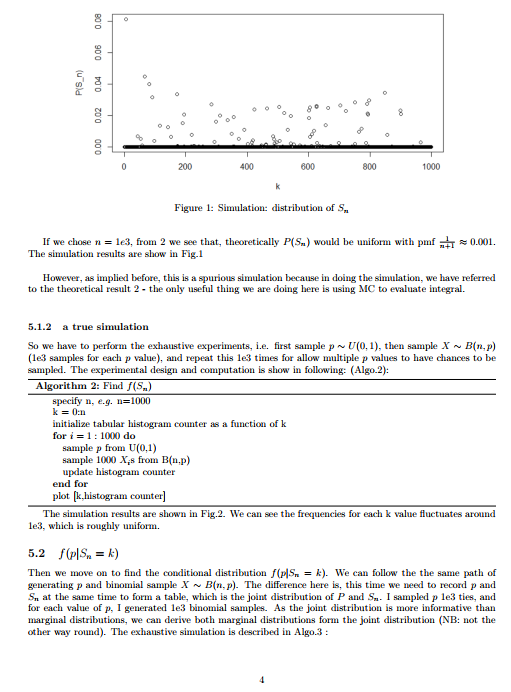 0.08
0.06
0.04
0.02
0.00
P(S_n)
0 200 400 600 800 1000
k
Figure 1: Simulation: distribution of Sₙ
If we chose n = 1e3, from 2 we see that, theoretically P(Sₙ) would be uniform with pmf 1/(n+1) ≈ 0.001.
The simulation results are show in Fig.1
However, as implied before, this is a spurious simulation because in doing the simulation, we have referred
to the theoretical result 2 - the only useful thing we are doing here is using MC to evaluate integral.
5.1.2 a true simulation
So we have to perform the exhaustive experiments, i.e. first sample p ∼ U(0, 1), then sample X ∼ B(n, p)
(1e3 samples for each p value), and repeat this 1e3 times for allow multiple p values to have chances to be
sampled. The experimental design and computation is show in following: (Algo.2):
Algorithm 2: Find f(Sₙ)
specify n, e.g. n=1000
k = 0:n
initialize tabular histogram counter as a function of k
for i = 1 : 1000 do
sample p from U(0,1)
sample 1000 Xᵢs from B(n,p)
update histogram counter
end for
plot [k,histogram counter]
The simulation results are shown in Fig.2. We can see the frequencies for each k value fluctuates around
1e3, which is roughly uniform.
5.2 f(p|Sₙ = k)
Then we move on to find the conditional distribution f(p|Sₙ = k). We can follow the the same path of
generating p and binomial sample X ∼ B(n, p). The difference here is, this time we need to record p and
Sₙ at the same time to form a table, which is the joint distribution of P and Sₙ. I sampled p 1e3 ties, and
for each value of p, I generated 1e3 binomial samples. As the joint distribution is more informative than
marginal distributions, we can derive both marginal distributions form the joint distribution (NB: not the
other way round). The exhaustive simulation is described in Algo.3 :
4